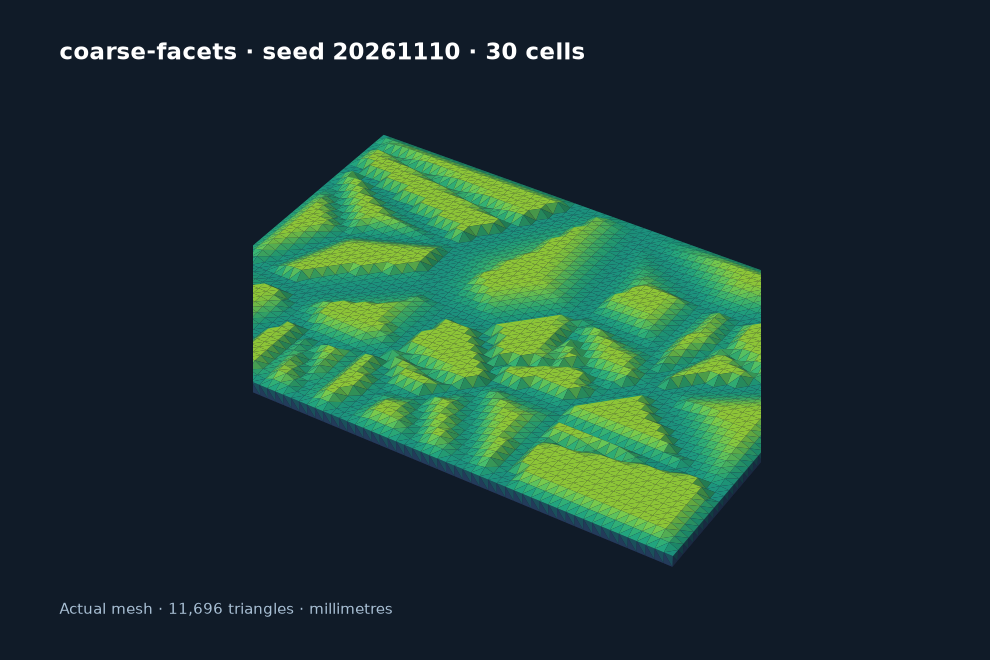 coarse-facets · seed 20261110 · 30 cells
Actual mesh · 11,696 triangles · millimetres